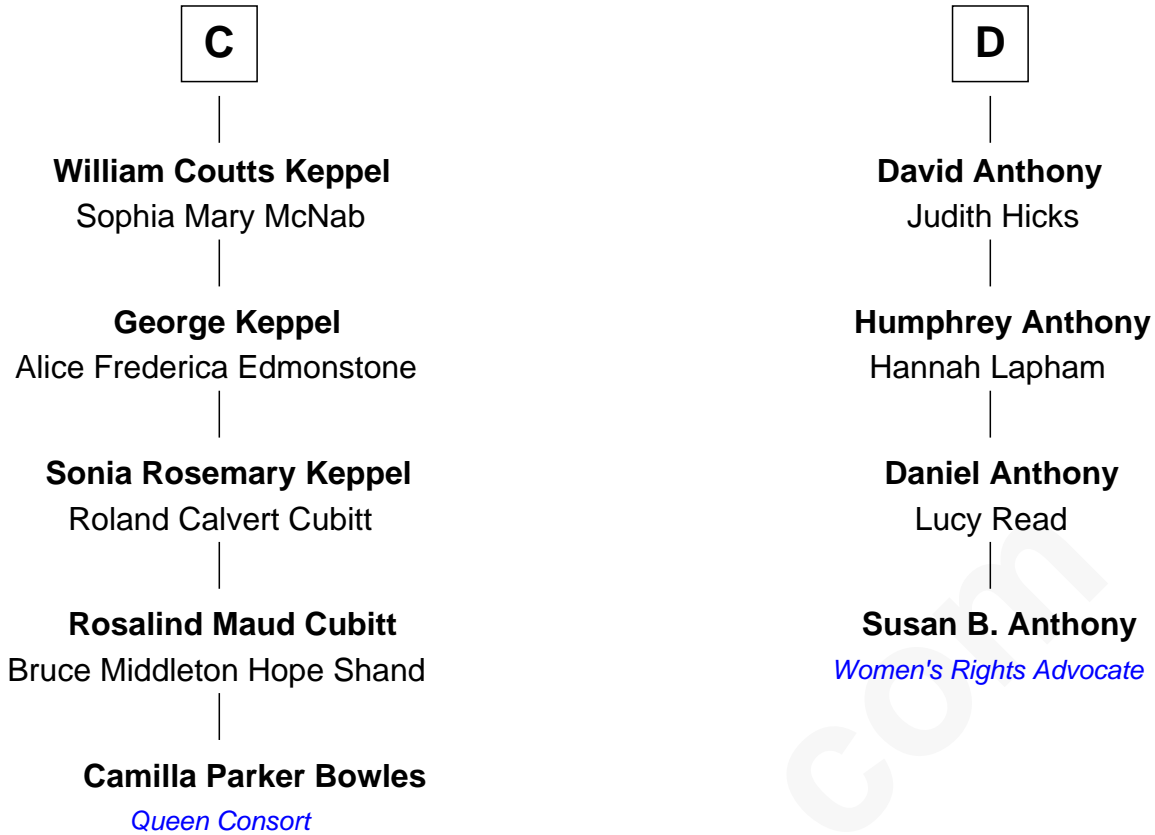 C
William Coutts Keppel
Sophia Mary McNab
George Keppel
Alice Frederica Edmonstone
Sonia Rosemary Keppel
Roland Calvert Cubitt
Rosalind Maud Cubitt
Bruce Middleton Hope Shand
Camilla Parker Bowles
Queen Consort
D
David Anthony
Judith Hicks
Humphrey Anthony
Hannah Lapham
Daniel Anthony
Lucy Read
Susan B. Anthony
Women's Rights Advocate
com